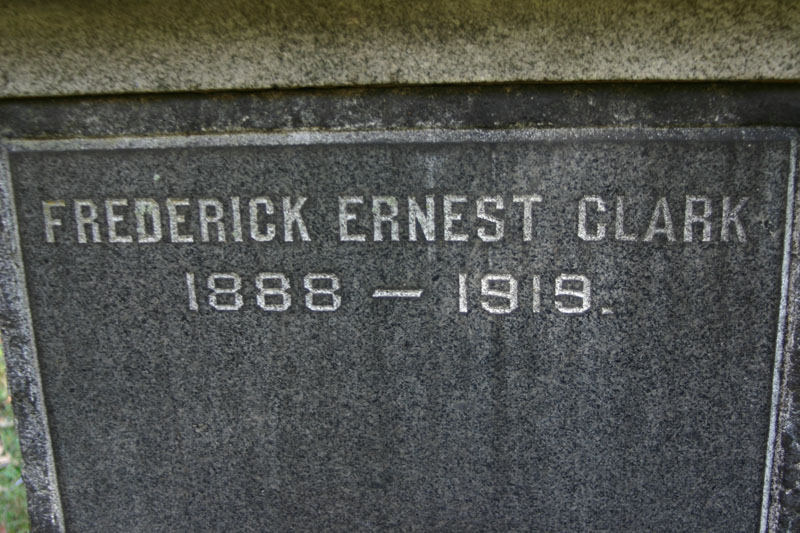 FREDERICK ERNEST CLARK
1888 – 1919.